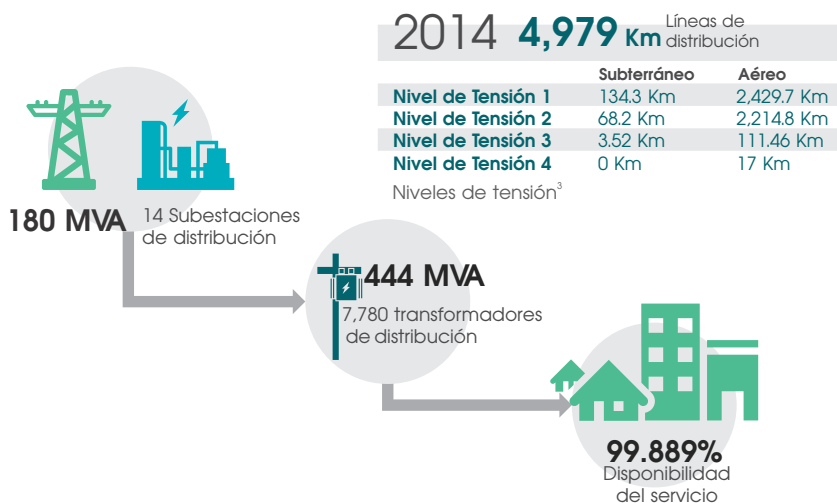 2014 4,979 Km Líneas de
distribución
Subterráneo Aéreo
Nivel de Tensión 1 134.3 Km 2,429.7 Km
Nivel de Tensión 2 68.2 Km 2,214.8 Km
Nivel de Tensión 3 3.52 Km 111.46 Km
Nivel de Tensión 4 0 Km 17 Km
Niveles de tensión³
180 MVA 14 Subestaciones
de distribución
444 MVA
7,780 transformadores
de distribución
99.889%
Disponibilidad
del servicio